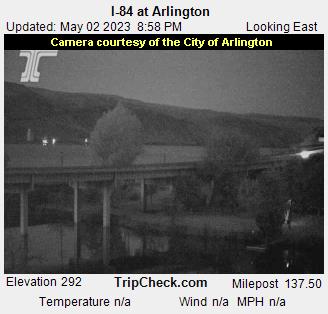 I-84 at Arlington
Updated: May 02 2023 8:58 PM Looking East
Camera courtesy of the City of Arlington
Elevation 292 TripCheck.com Milepost 137.50
Temperature n/a Wind n/a MPH n/a